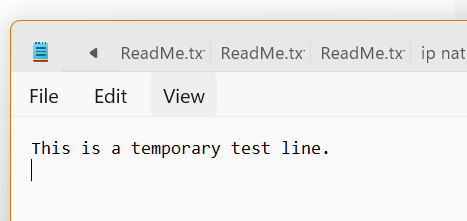 ReadMe.tx ReadMe.tx ReadMe.tx ip nat
File Edit View
This is a temporary test line.